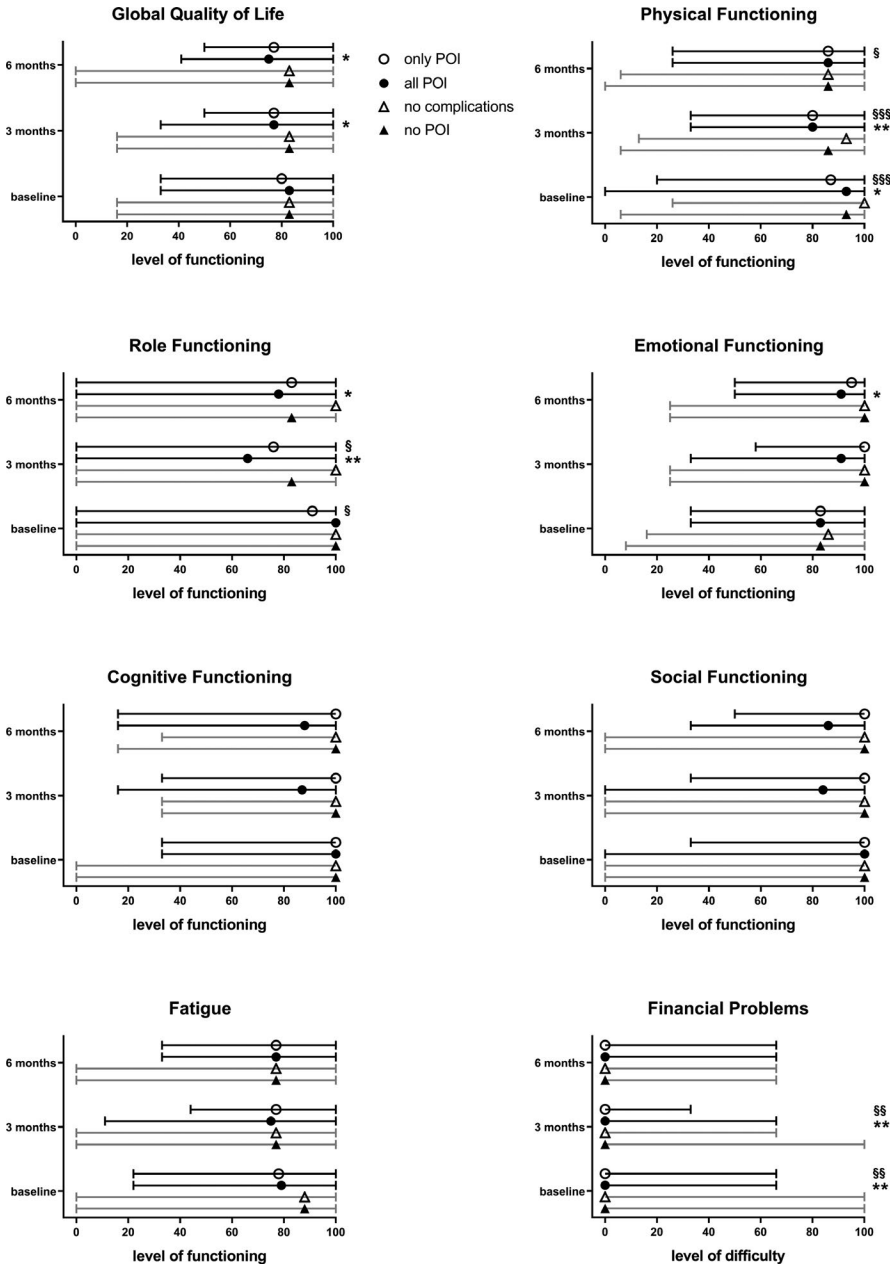 Global Quality of Life
6 months
*
3 months
*
baseline
0 20 40 60 80 100
level of functioning
only POI
all POI
no complications
no POI
Physical Functioning
6 months
§
3 months
§§§
**
baseline
§§§
*
0 20 40 60 80 100
level of functioning
Role Functioning
6 months
*
3 months
§
**
baseline
§
0 20 40 60 80 100
level of functioning
Emotional Functioning
6 months
*
3 months
baseline
0 20 40 60 80 100
level of functioning
Cognitive Functioning
6 months
3 months
baseline
0 20 40 60 80 100
level of functioning
Social Functioning
6 months
3 months
baseline
0 20 40 60 80 100
level of functioning
Fatigue
6 months
3 months
baseline
0 20 40 60 80 100
level of functioning
Financial Problems
6 months
3 months
§§
**
baseline
§§
**
0 20 40 60 80 100
level of difficulty